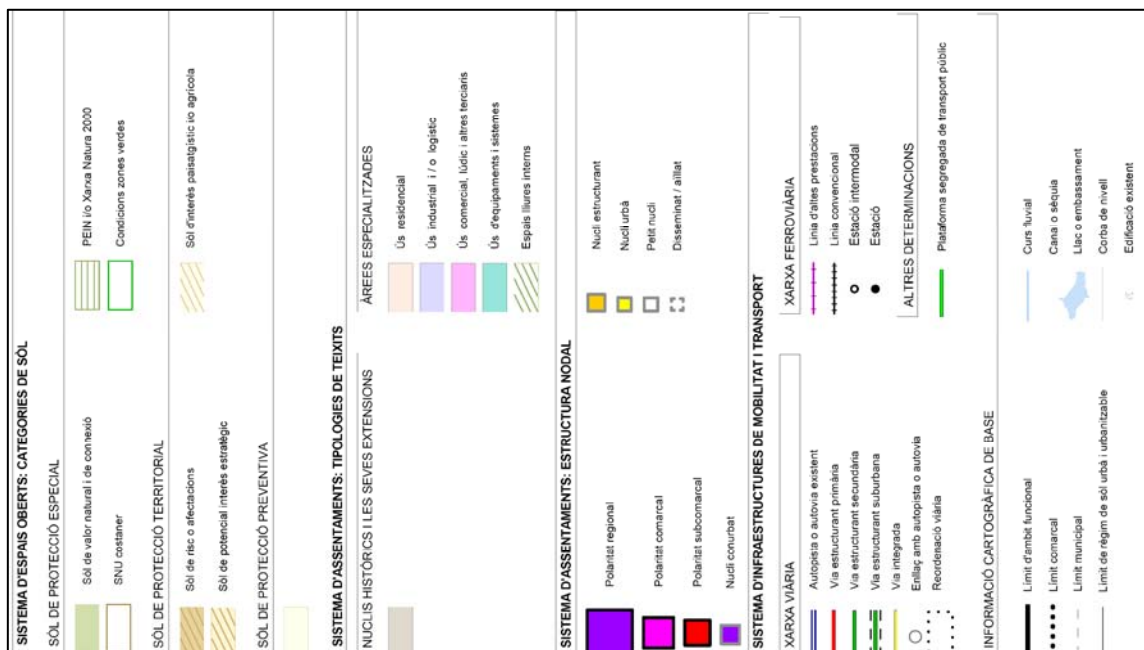 SISTEMA D'ESPAIS OBERTS: CATEGORIES DE SÒL
SÒL DE PROTECCIÓ ESPECIAL
Sòl de valor natural i de connexió
PEIN i/o Xarxa Natura 2000
SNU costaner
Condicions zones verdes
SÒL DE PROTECCIÓ TERRITORIAL
Sòl de risc o afectacions
Sòl d'interès paisatgístic i/o agrícola
Sòl de potencial interès estratègic
SÒL DE PROTECCIÓ PREVENTIVA
SISTEMA D'ASSENTAMENTS: TIPOLOGIES DE TEIXITS
NUCLIS HISTÒRICS I LES SEVES EXTENSIONS
ÀREES ESPECIALITZADES
Ús residencial
Ús industrial i / o logístic
Ús comercial, lúdic i altres terciaris
Ús d'equipaments i sistemes
Espais lliures interns
SISTEMA D'ASSENTAMENTS: ESTRUCTURA NODAL
Polaritat regional
Nucli estructurant
Nucli urbà
Polaritat comarcal
Petit nucli
Polaritat subcomarcal
Disseminat / aïllat
Nucli conurbat
SISTEMA D'INFRAESTRUCTURES DE MOBILITAT I TRANSPORT
XARXA VIÀRIA
XARXA FERROVIÀRIA
Autopista o autovia existent
Linia d'altes prestacions
Via estructurant primària
Linia convencional
Via estructurant secundària
Estació intermodal
Via estructurant suburbana
Estació
Via integrada
Enllaç amb autopista o autovia
ALTRES DETERMINACIONS
Reordenació viària
Plataforma segregada de transport públic
INFORMACIÓ CARTOGRÀFICA DE BASE
Límit d'àmbit funcional
Curs fluvial
Límit comarcal
Canal o sèquia
Límit municipal
Llac o embassament
Limit de règim de sòl urbà i urbanitzable
Corba de nivell
Edificació existent